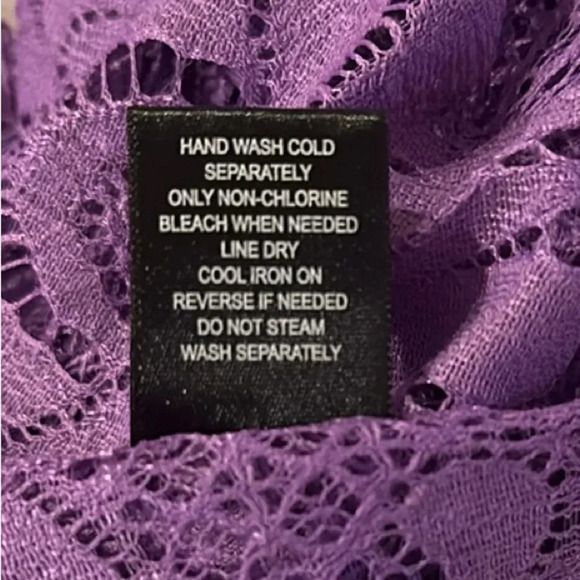 HAND WASH COLD
SEPARATELY
ONLY NON-CHLORINE
BLEACH WHEN NEEDED
LINE DRY
COOL IRON ON
REVERSE IF NEEDED
DO NOT STEAM
WASH SEPARATELY